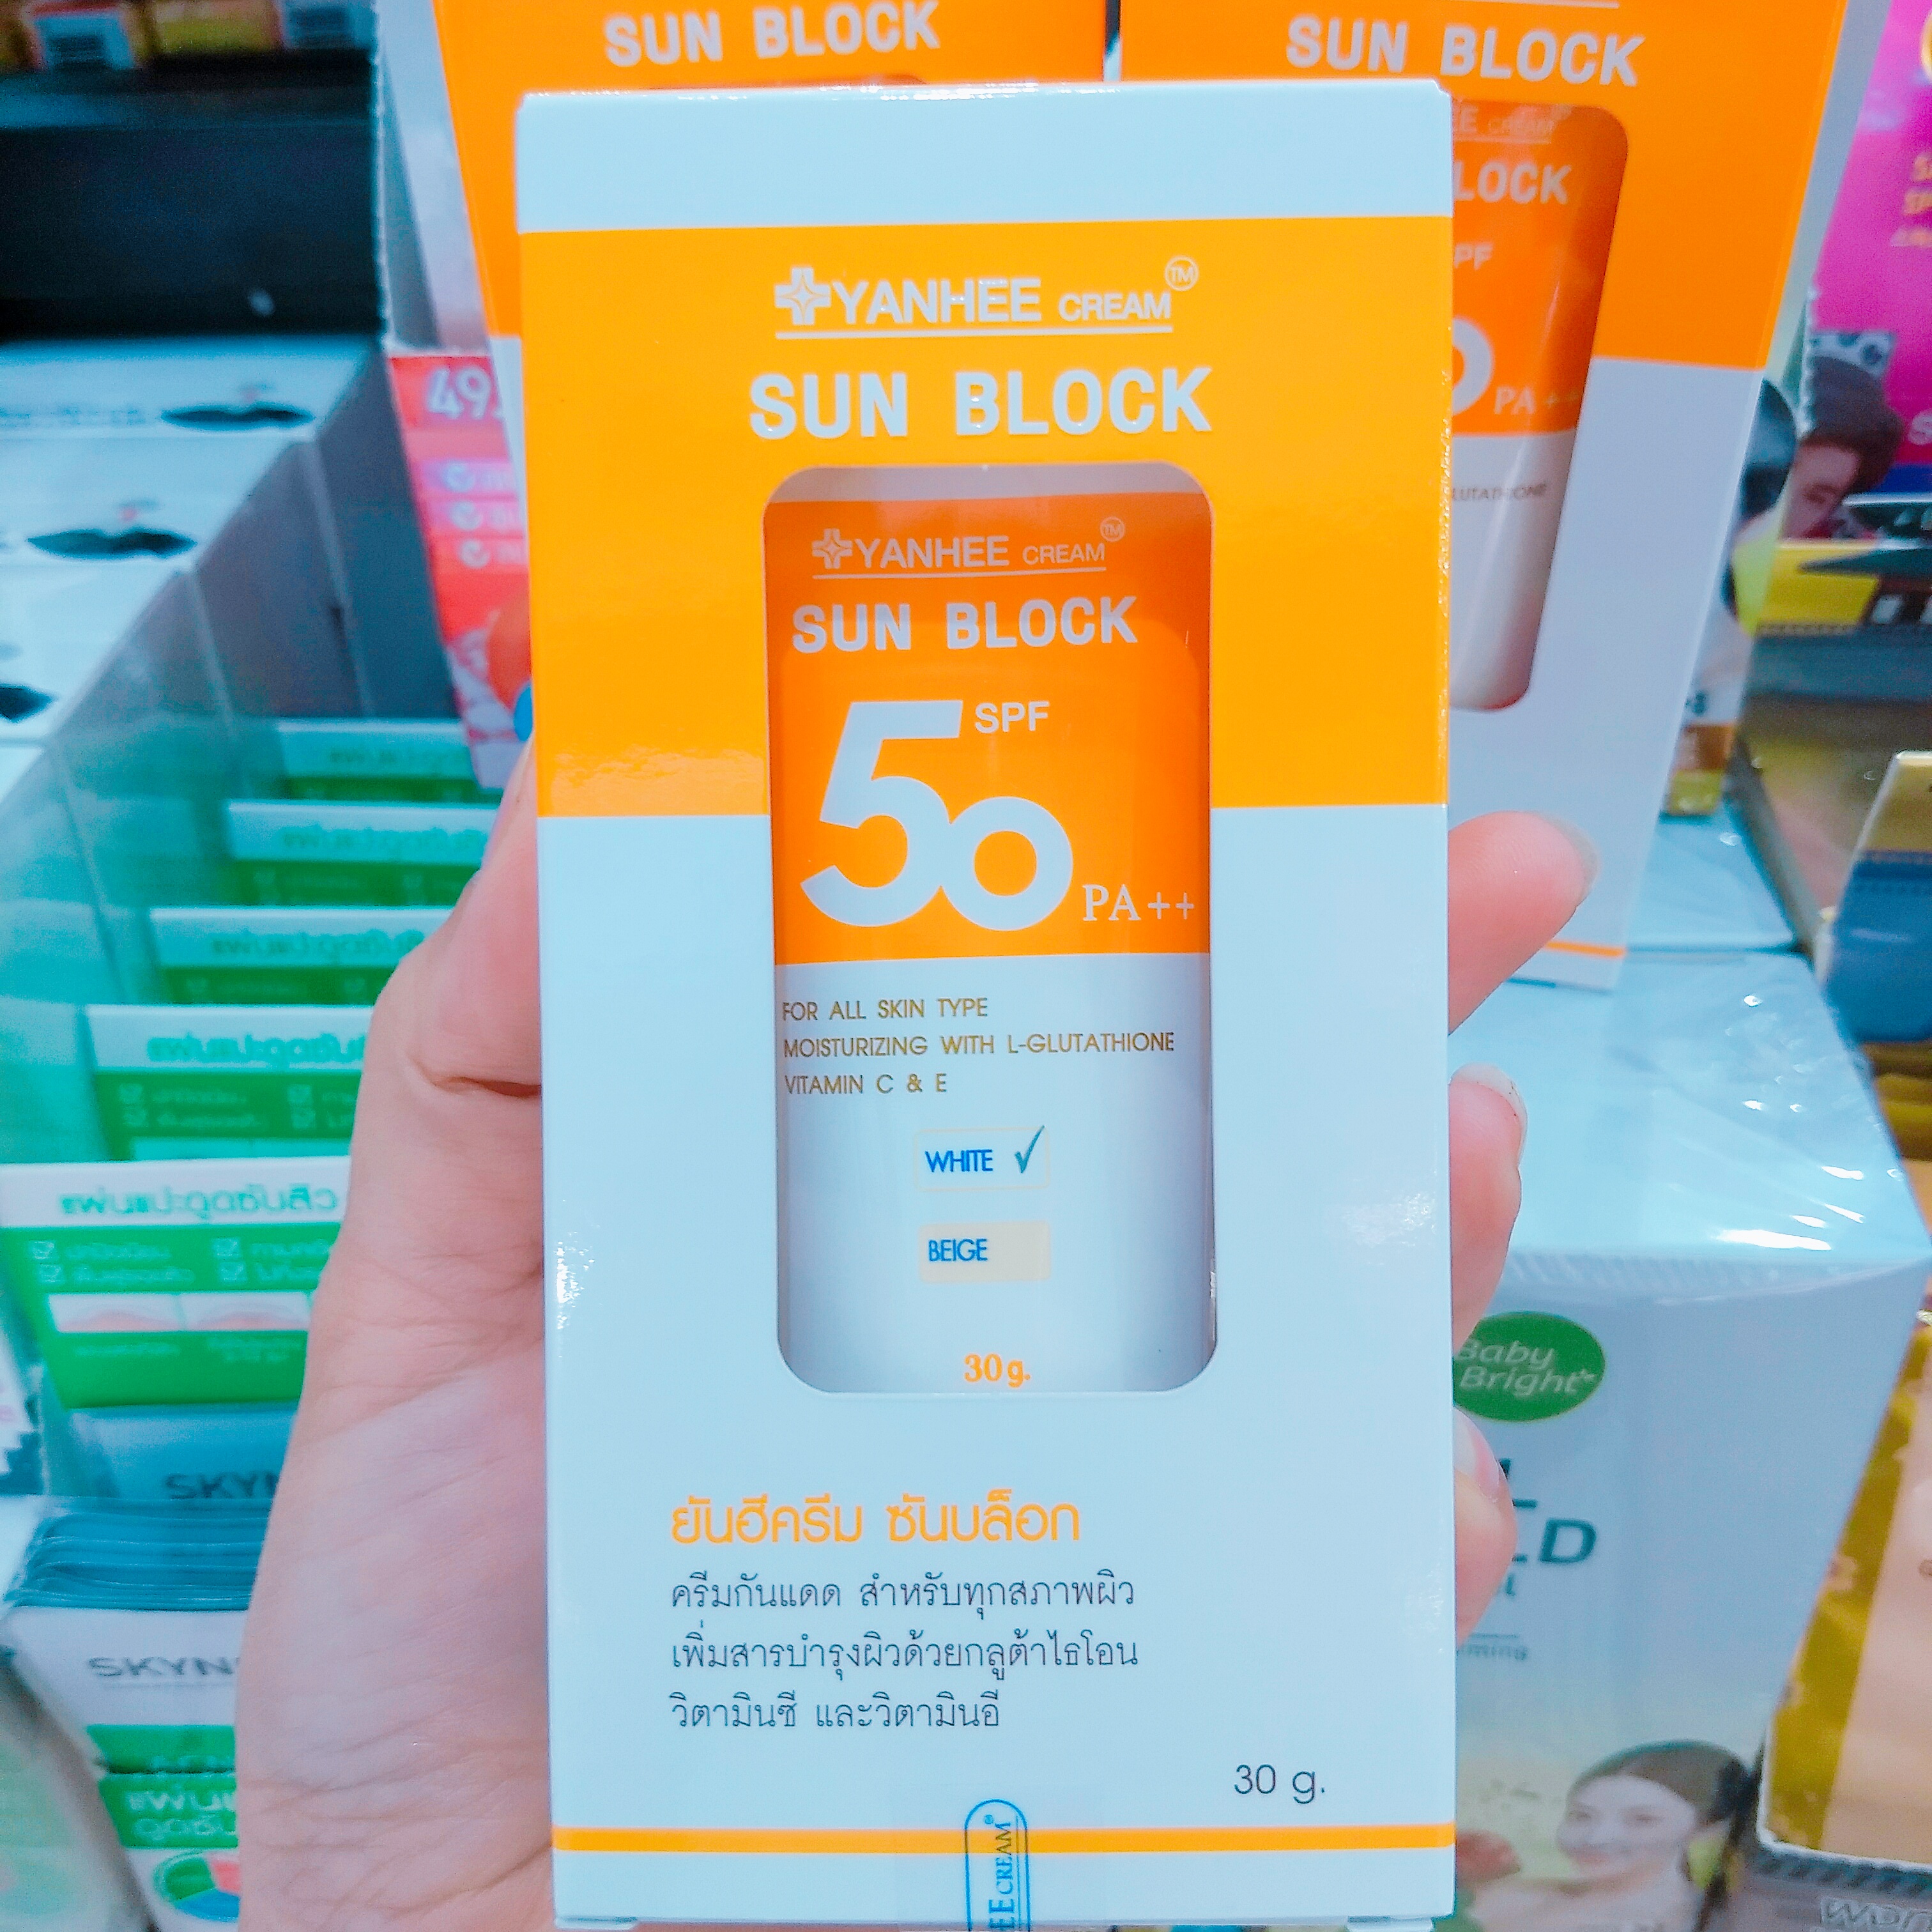 SUN BLOCK
SUN BLOCK
YANHEE CREAM™
SUN BLOCK
YANHEE CREAM™
SUN BLOCK
SPF
50
PA++
FOR ALL SKIN TYPE
MOISTURIZING WITH L-GLUTATHIONE
VITAMIN C & E
WHITE ✓
BEIGE
30 g.
ยันฮีครีม ซันบล็อก
ครีมกันแดด สำหรับทุกสภาพผิว
เพิ่มสารบำรุงผิวด้วยกลูต้าไธโอน
วิตามินซี และวิตามินอี
30 g.
CREAM®
PA++
49
Baby
Bright